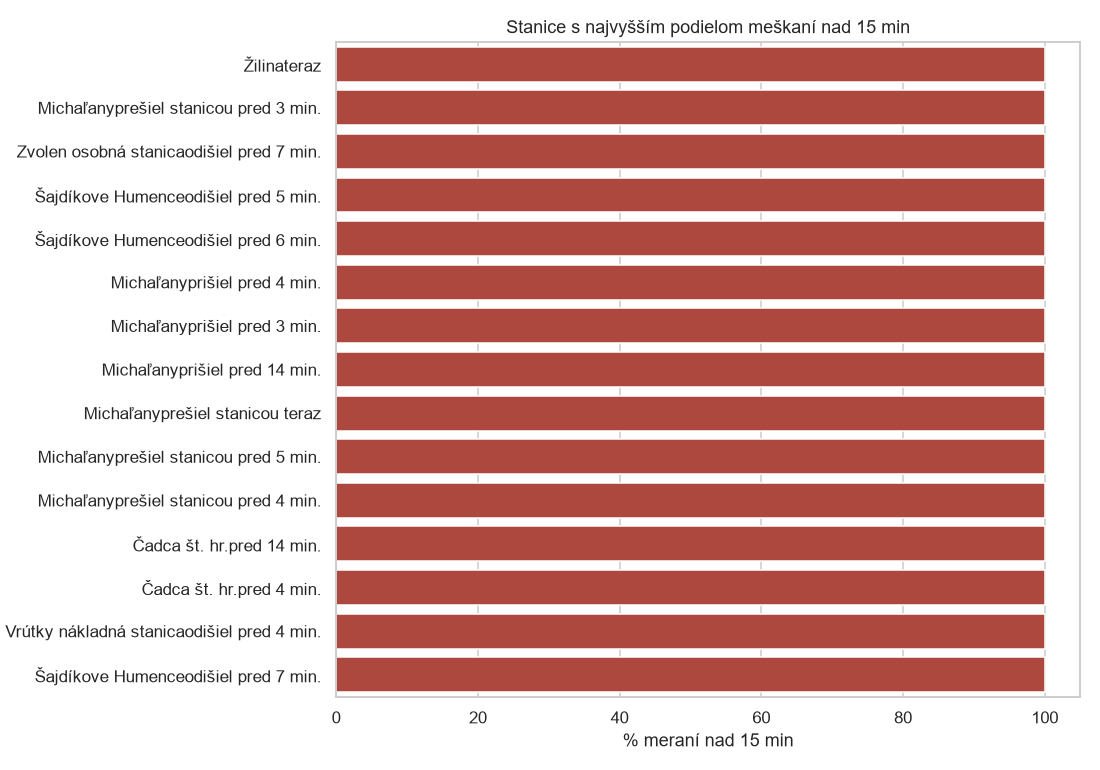 Stanice s najvyšším podielom meškaní nad 15 min
Žilinateraz
Michaľanyprešiel stanicou pred 3 min.
Zvolen osobná stanicaodišiel pred 7 min.
Šajdíkove Humenceodišiel pred 5 min.
Šajdíkove Humenceodišiel pred 6 min.
Michaľanyprišiel pred 4 min.
Michaľanyprišiel pred 3 min.
Michaľanyprišiel pred 14 min.
Michaľanyprešiel stanicou teraz
Michaľanyprešiel stanicou pred 5 min.
Michaľanyprešiel stanicou pred 4 min.
Čadca št. hr.pred 14 min.
Čadca št. hr.pred 4 min.
Vrútky nákladná stanicaodišiel pred 4 min.
Šajdíkove Humenceodišiel pred 7 min.
0 20 40 60 80 100
% meraní nad 15 min